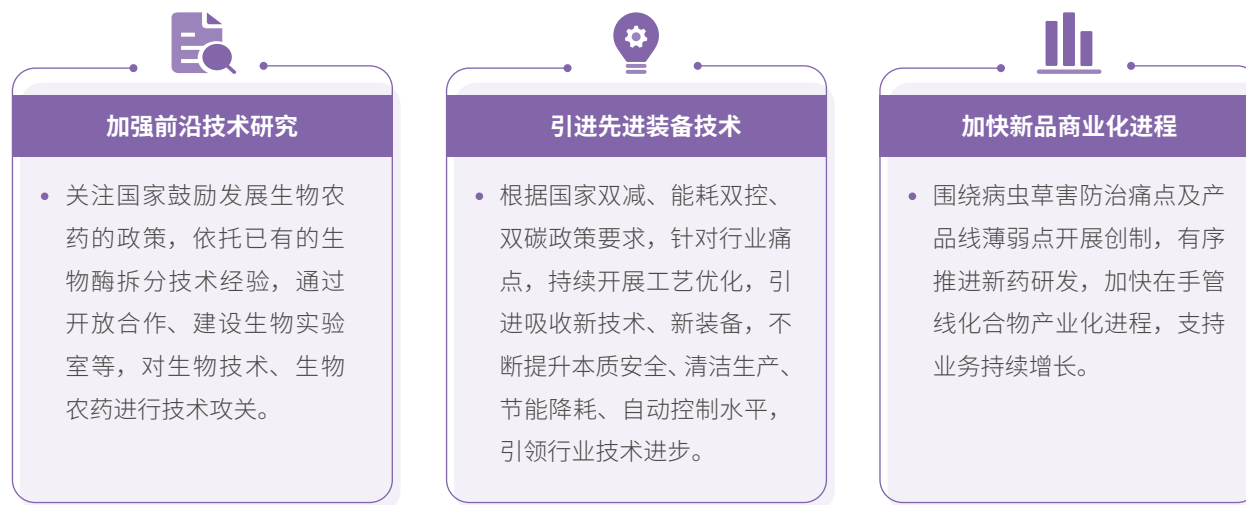 加强前沿技术研究
关注国家鼓励发展生物农
药的政策，依托已有的生
物酶拆分技术经验，通过
开放合作、建设生物实验
室等，对生物技术、生物
农药进行技术攻关。
引进先进装备技术
根据国家双减、能耗双控、
双碳政策要求，针对行业痛
点，持续开展工艺优化，引
进吸收新技术、新装备，不
断提升本质安全、清洁生产、
节能降耗、自动控制水平，
引领行业技术进步。
加快新品商业化进程
围绕病虫草害防治痛点及产
品线薄弱点开展创制，有序
推进新药研发，加快在手管
线化合物产业化进程，支持
业务持续增长。